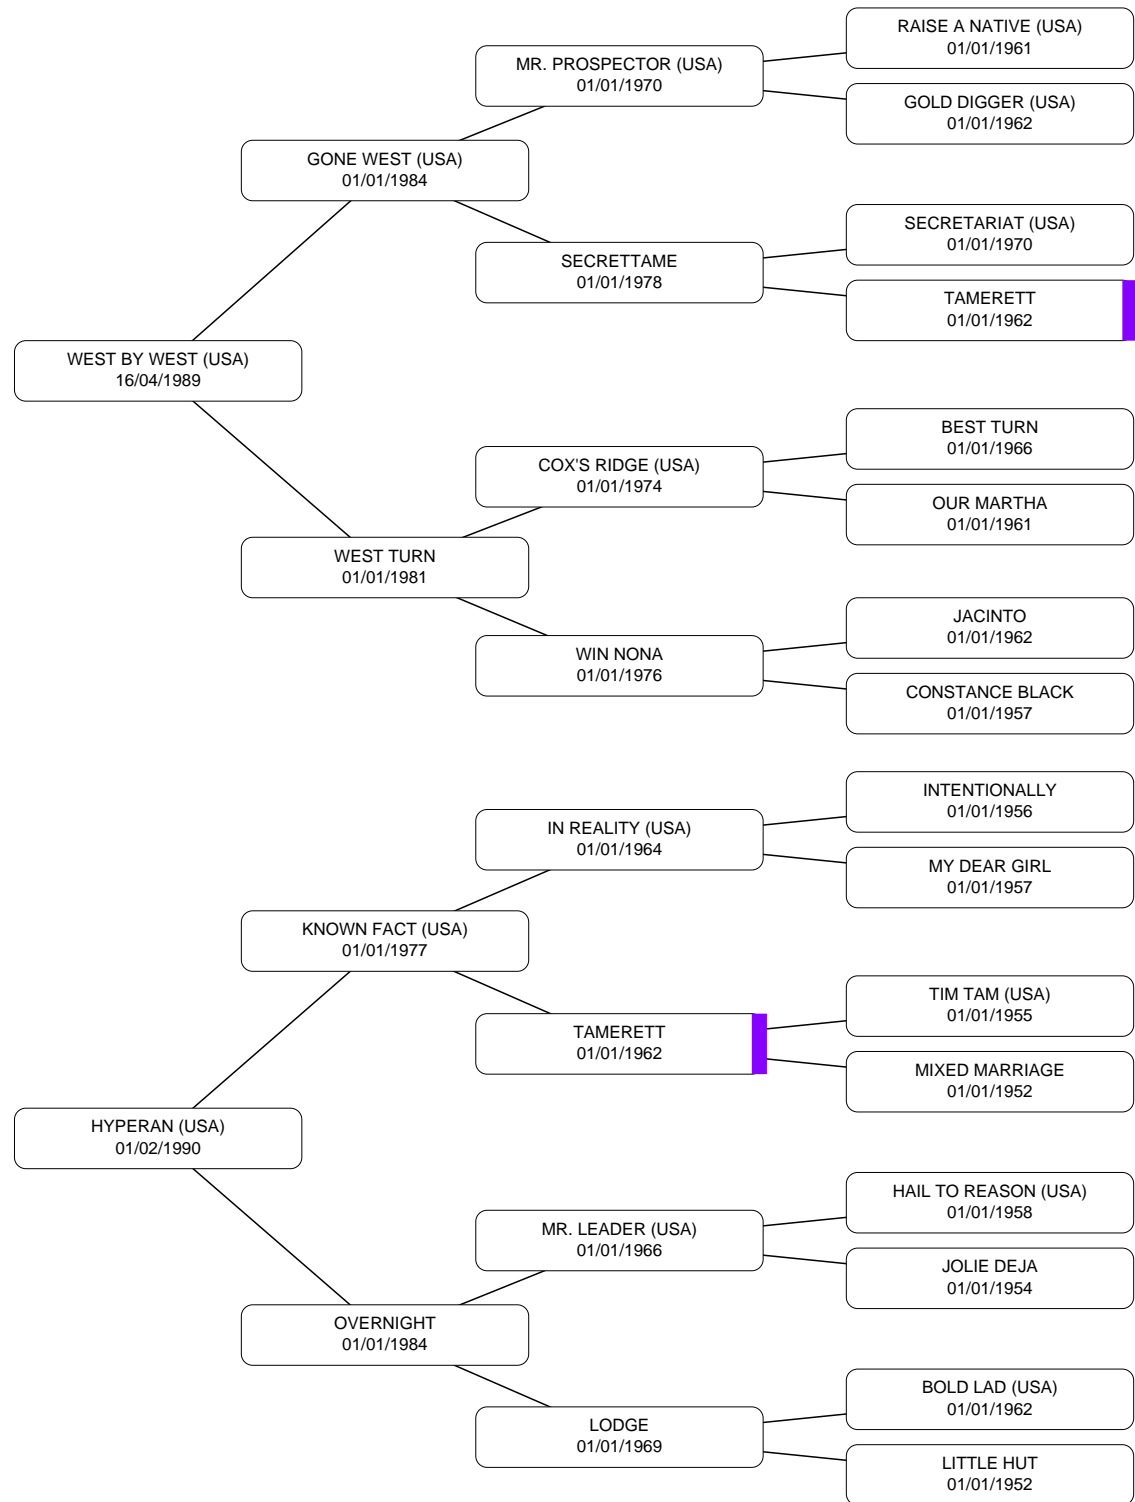 RAISE A NATIVE (USA)
01/01/1961
MR. PROSPECTOR (USA)
01/01/1970
GOLD DIGGER (USA)
01/01/1962
GONE WEST (USA)
01/01/1984
SECRETARIAT (USA)
01/01/1970
SECRETTAME
01/01/1978
TAMERETT
01/01/1962
WEST BY WEST (USA)
16/04/1989
BEST TURN
01/01/1966
COX'S RIDGE (USA)
01/01/1974
OUR MARTHA
01/01/1961
WEST TURN
01/01/1981
JACINTO
01/01/1962
WIN NONA
01/01/1976
CONSTANCE BLACK
01/01/1957
INTENTIONALLY
01/01/1956
IN REALITY (USA)
01/01/1964
MY DEAR GIRL
01/01/1957
KNOWN FACT (USA)
01/01/1977
TIM TAM (USA)
01/01/1955
TAMERETT
01/01/1962
MIXED MARRIAGE
01/01/1952
HYPERAN (USA)
01/02/1990
HAIL TO REASON (USA)
01/01/1958
MR. LEADER (USA)
01/01/1966
JOLIE DEJA
01/01/1954
OVERNIGHT
01/01/1984
BOLD LAD (USA)
01/01/1962
LODGE
01/01/1969
LITTLE HUT
01/01/1952